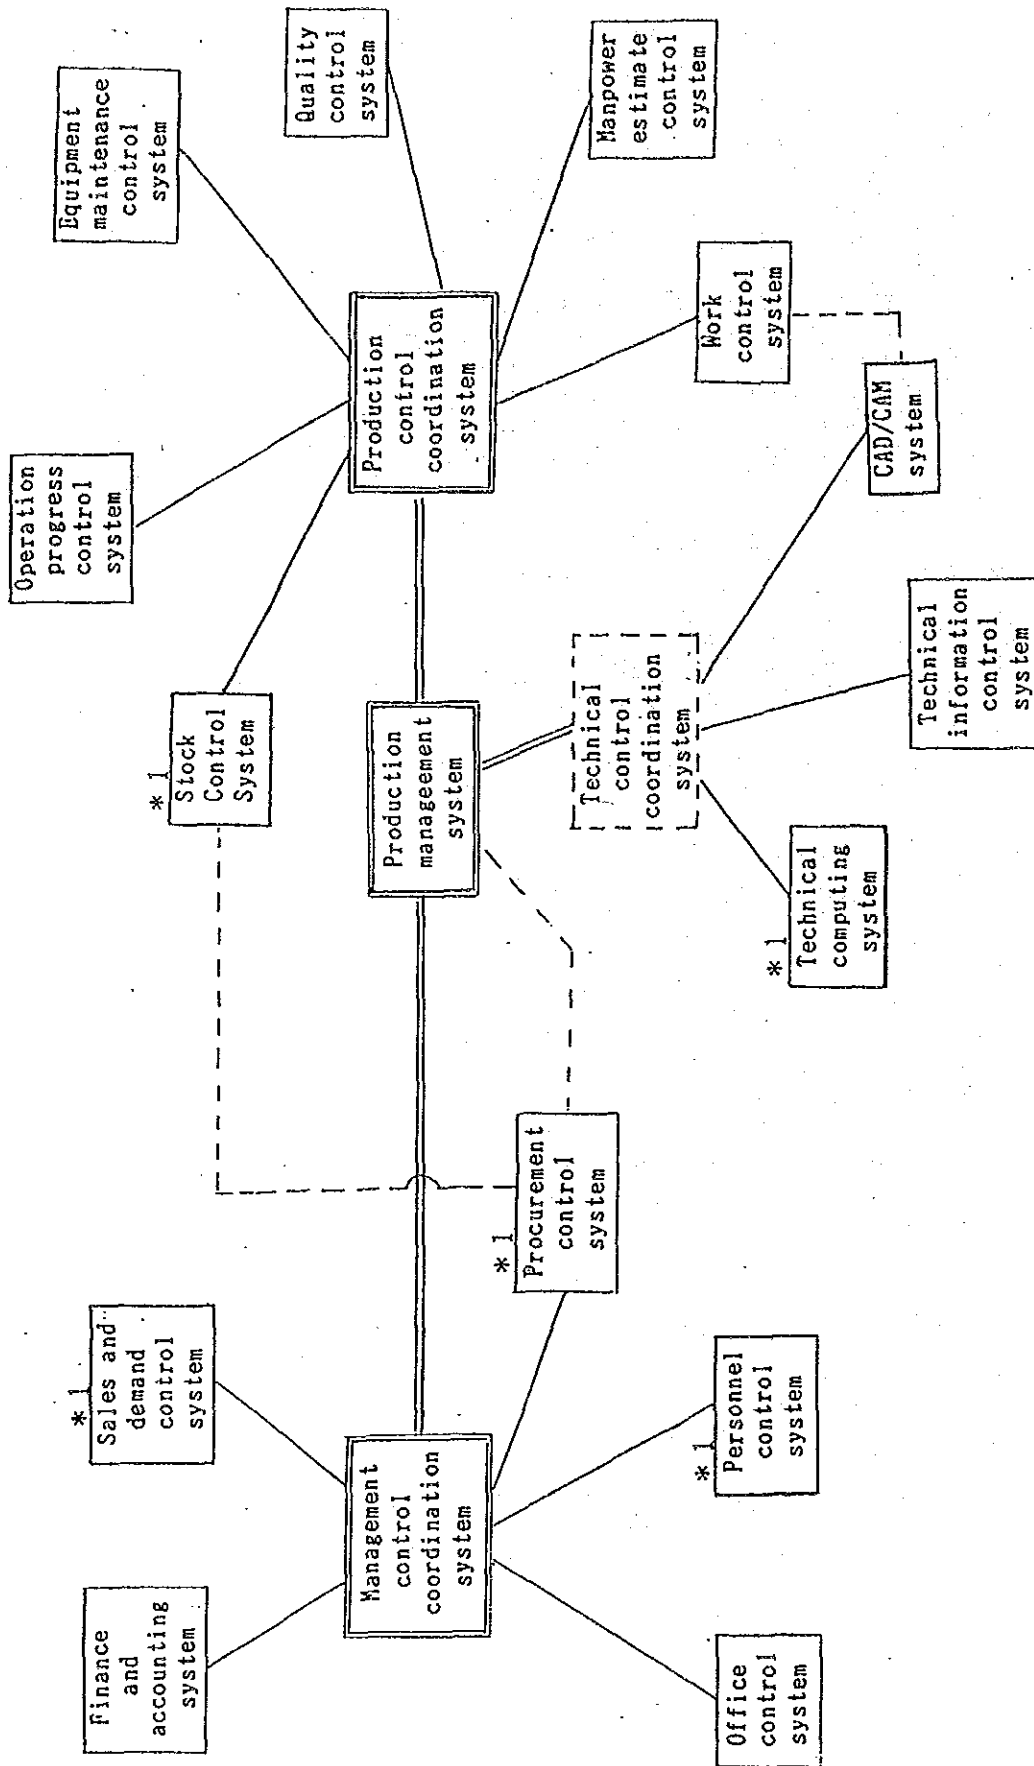 Finance
and
accounting
system
* 1
Sales and
demand
control
system
Management
control
coordination
system
Office
control
system
* 1
Personnel
control
system
* 1
Procurement
control
system
* 1
Stock
Control
System
Production
manageement
system
Technical
control
coordination
system
* 1
Technical
computing
system
Technical
information
control
system
CAD/CAM
system
Operation
progress
control
system
Equipment
maintenance
control
system
Production
control
coordination
system
Quality
control
system
Manpower
estimate
control
system
Work
control
system